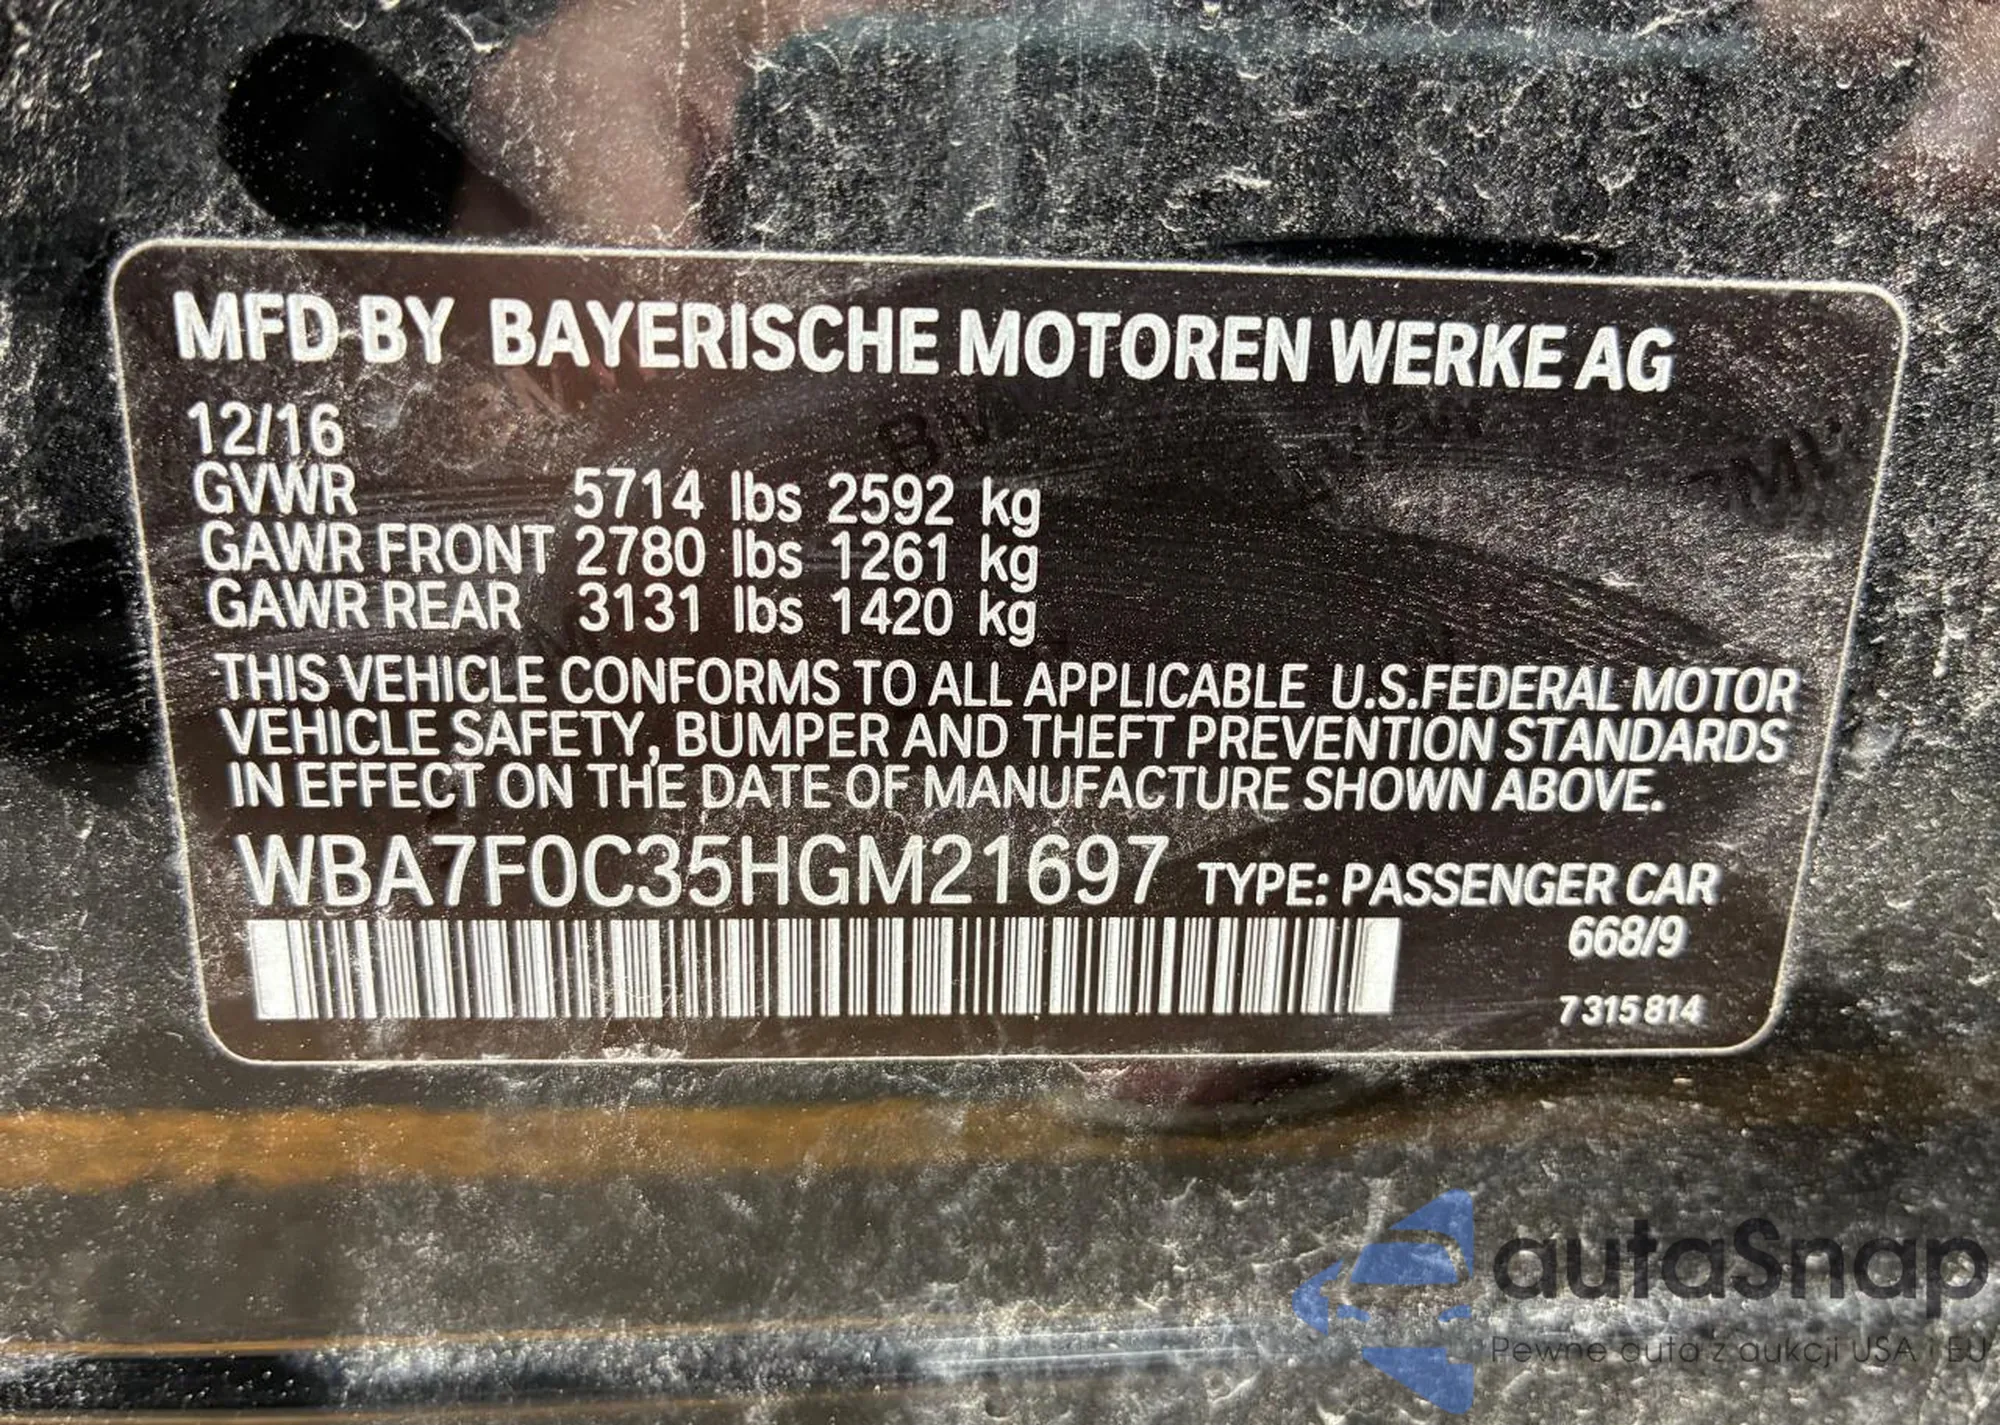 MFD BY BAYERISCHE MOTOREN WERKE AG
12/16
GVWR 5714 lbs 2592 kg
GAWR FRONT 2780 lbs 1261 kg
GAWR REAR 3131 lbs 1420 kg
THIS VEHICLE CONFORMS TO ALL APPLICABLE U.S.FEDERAL MOTOR
VEHICLE SAFETY, BUMPER AND THEFT PREVENTION STANDARDS
IN EFFECT ON THE DATE OF MANUFACTURE SHOWN ABOVE.
WBA7F0C35HGM21697 TYPE: PASSENGER CAR
668/9
7 315 814
autaSnap
Pewne auta z aukcji USA i EU